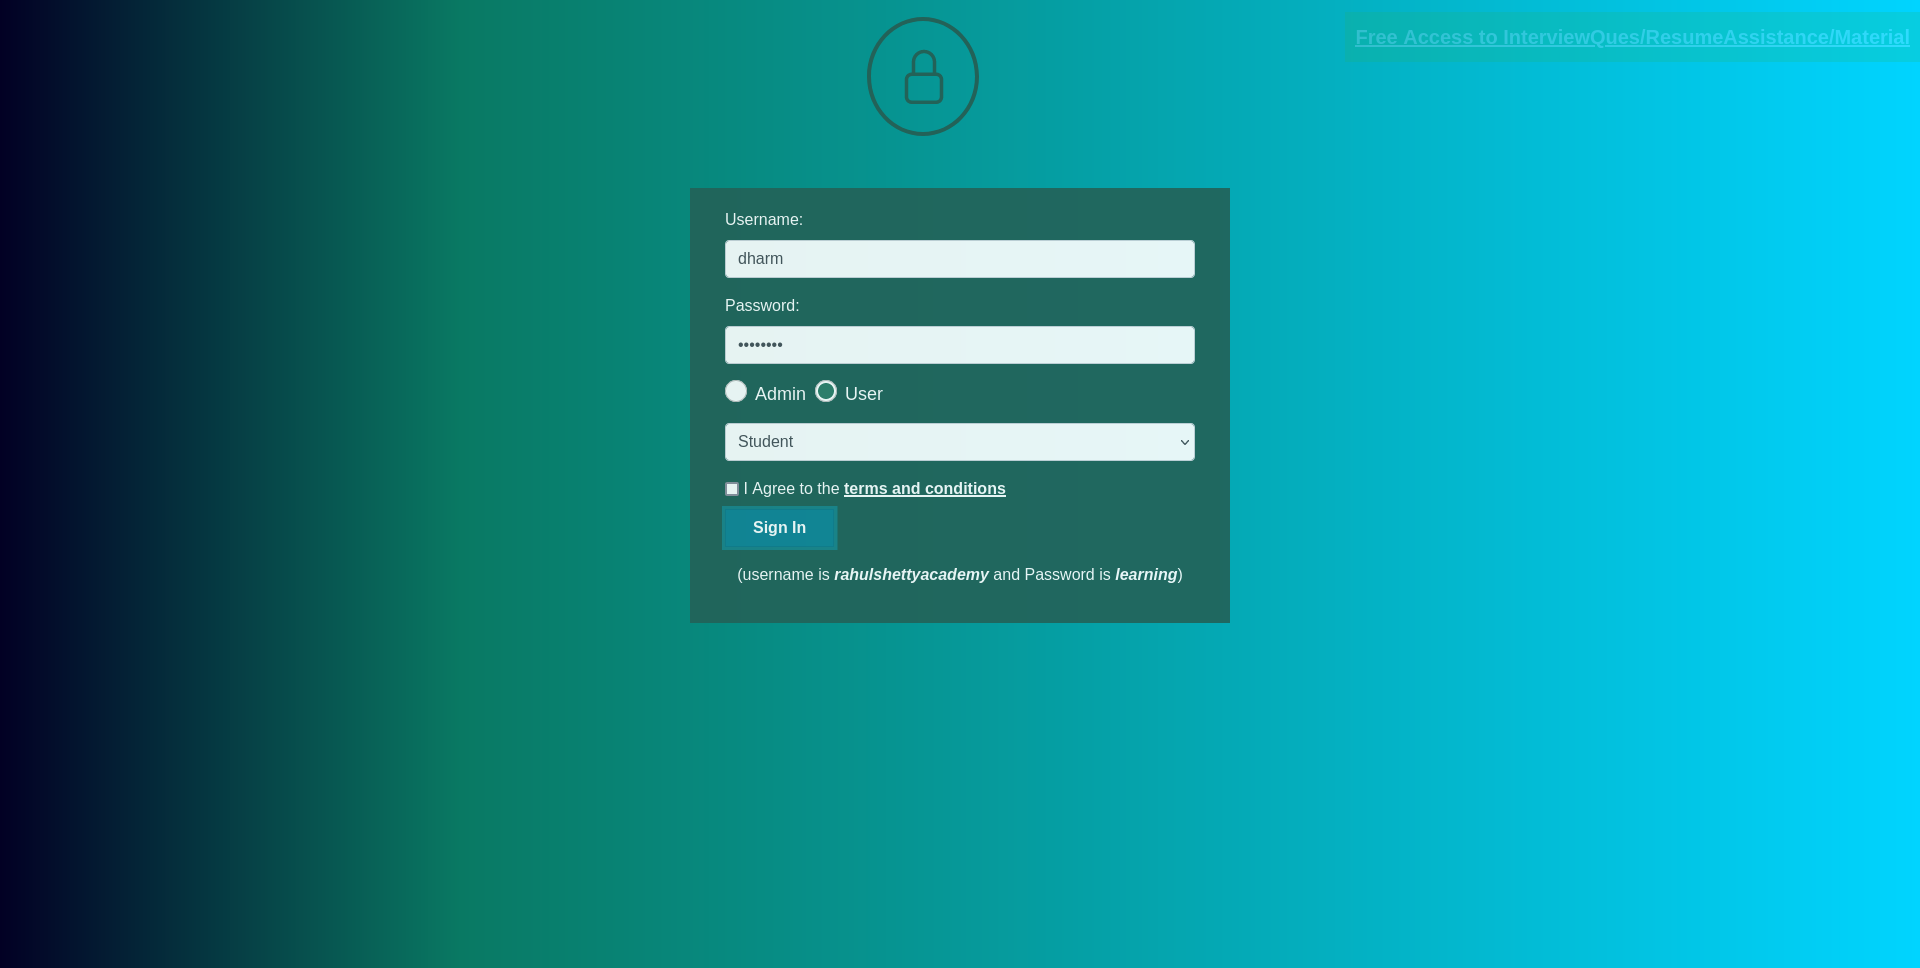 Free Access to InterviewQues/ResumeAssistance/Material
Username:
dharm
Password:
••••••••
Admin User
Student
I Agree to the terms and conditions
Sign In
(username is rahulshettyacademy and Password is learning)